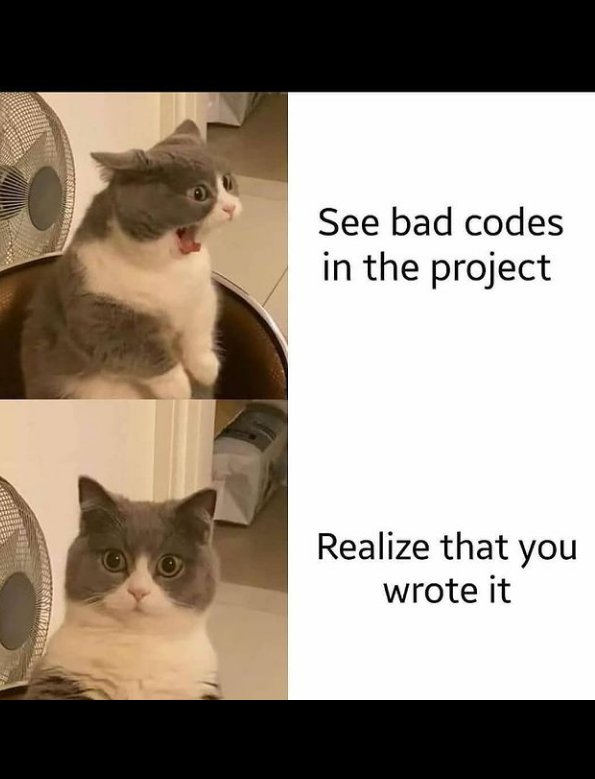 See bad codes
in the project
Realize that you
wrote it